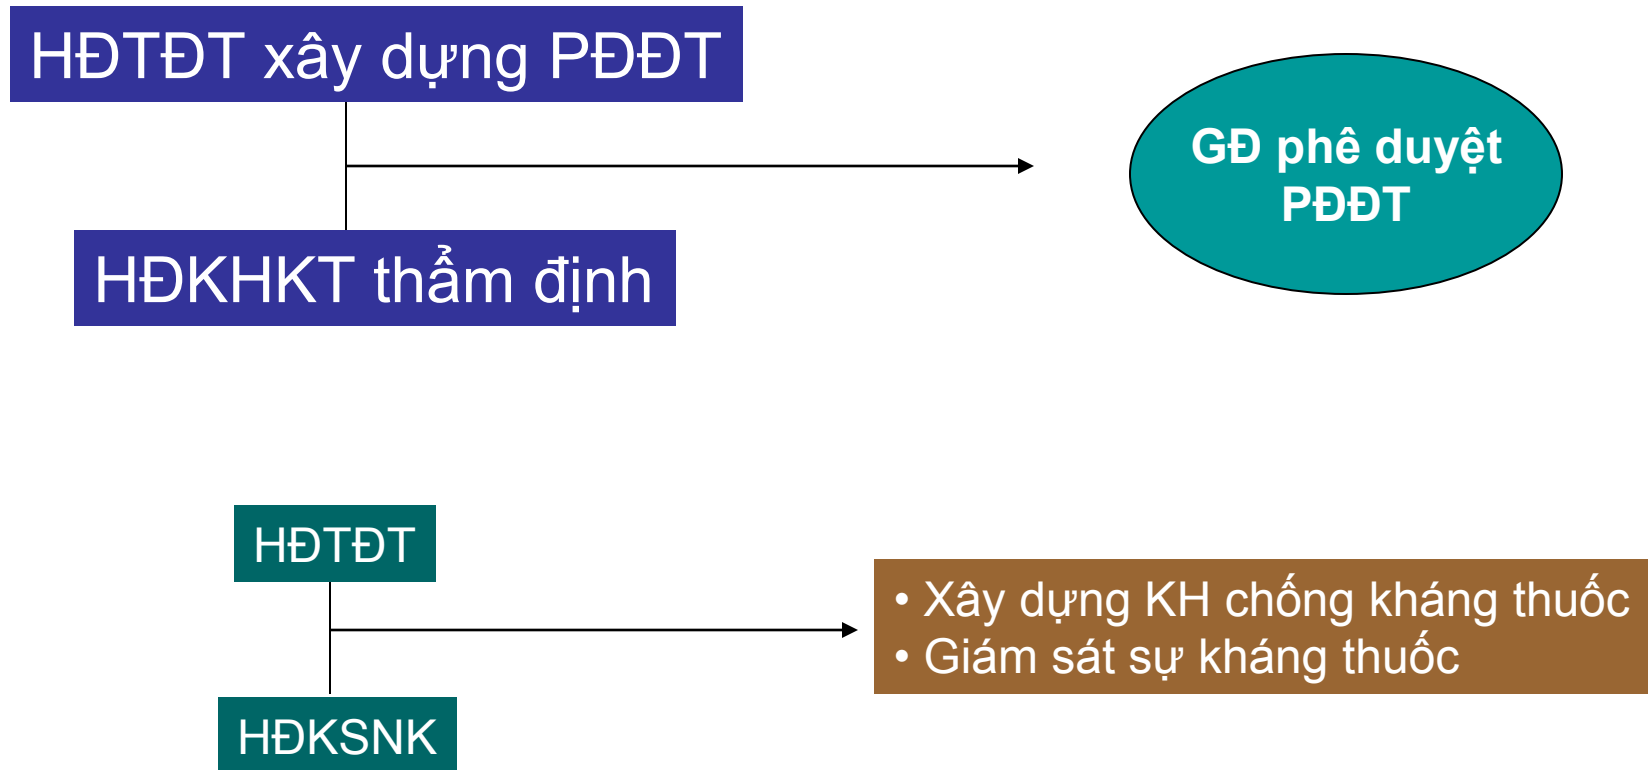 HĐTĐT xây dựng PĐĐT
GĐ phê duyệt
PĐĐT
HĐKHKT thẩm định
HĐTĐT
• Xây dựng KH chống kháng thuốc
• Giám sát sự kháng thuốc
HĐKSNK